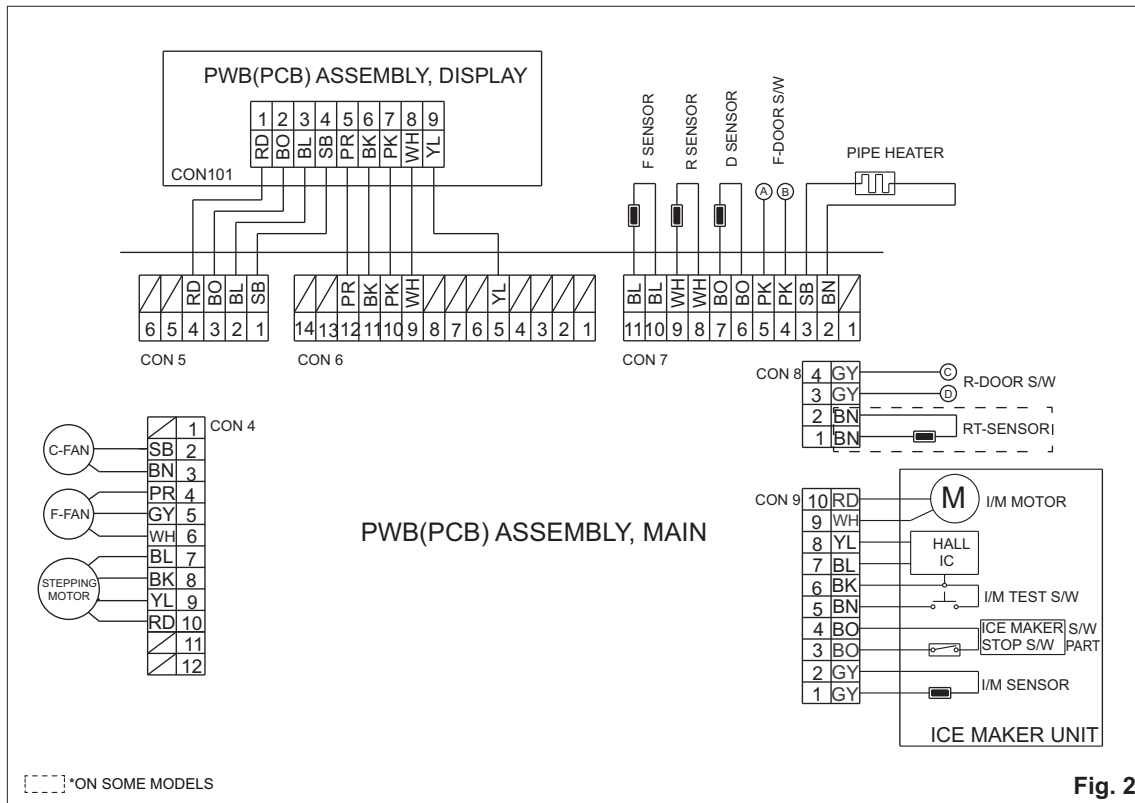 PWB(PCB) ASSEMBLY, DISPLAY
1 2 3 4 5 6 7 8 9
RD BO BL SB PR BK PK WH YL
CON101
F SENSOR
R SENSOR
D SENSOR
F-DOOR S/W
A B
PIPE HEATER
RD BO BL SB
6 5 4 3 2 1
CON 5
PR BK PK WH YL
14 13 12 11 10 9 8 7 6 5 4 3 2 1
CON 6
BL BL WH WH BO BO PK PK SB BN
11 10 9 8 7 6 5 4 3 2 1
CON 7
CON 8 4 GY C
3 GY D
R-DOOR S/W
2 BN
1 BN
RT-SENSOR
1 CON 4
C-FAN
SB 2
BN 3
F-FAN
PR 4
GY 5
WH 6
STEPPING
MOTOR
BL 7
BK 8
YL 9
RD 10
11
12
PWB(PCB) ASSEMBLY, MAIN
CON 9 10 RD
9 WH
M I/M MOTOR
8 YL
7 BL
HALL
IC
6 BK
5 BN
I/M TEST S/W
4 BO
3 BO
ICE MAKER S/W
STOP S/W PART
2 GY
1 GY
I/M SENSOR
ICE MAKER UNIT
*ON SOME MODELS
Fig. 2